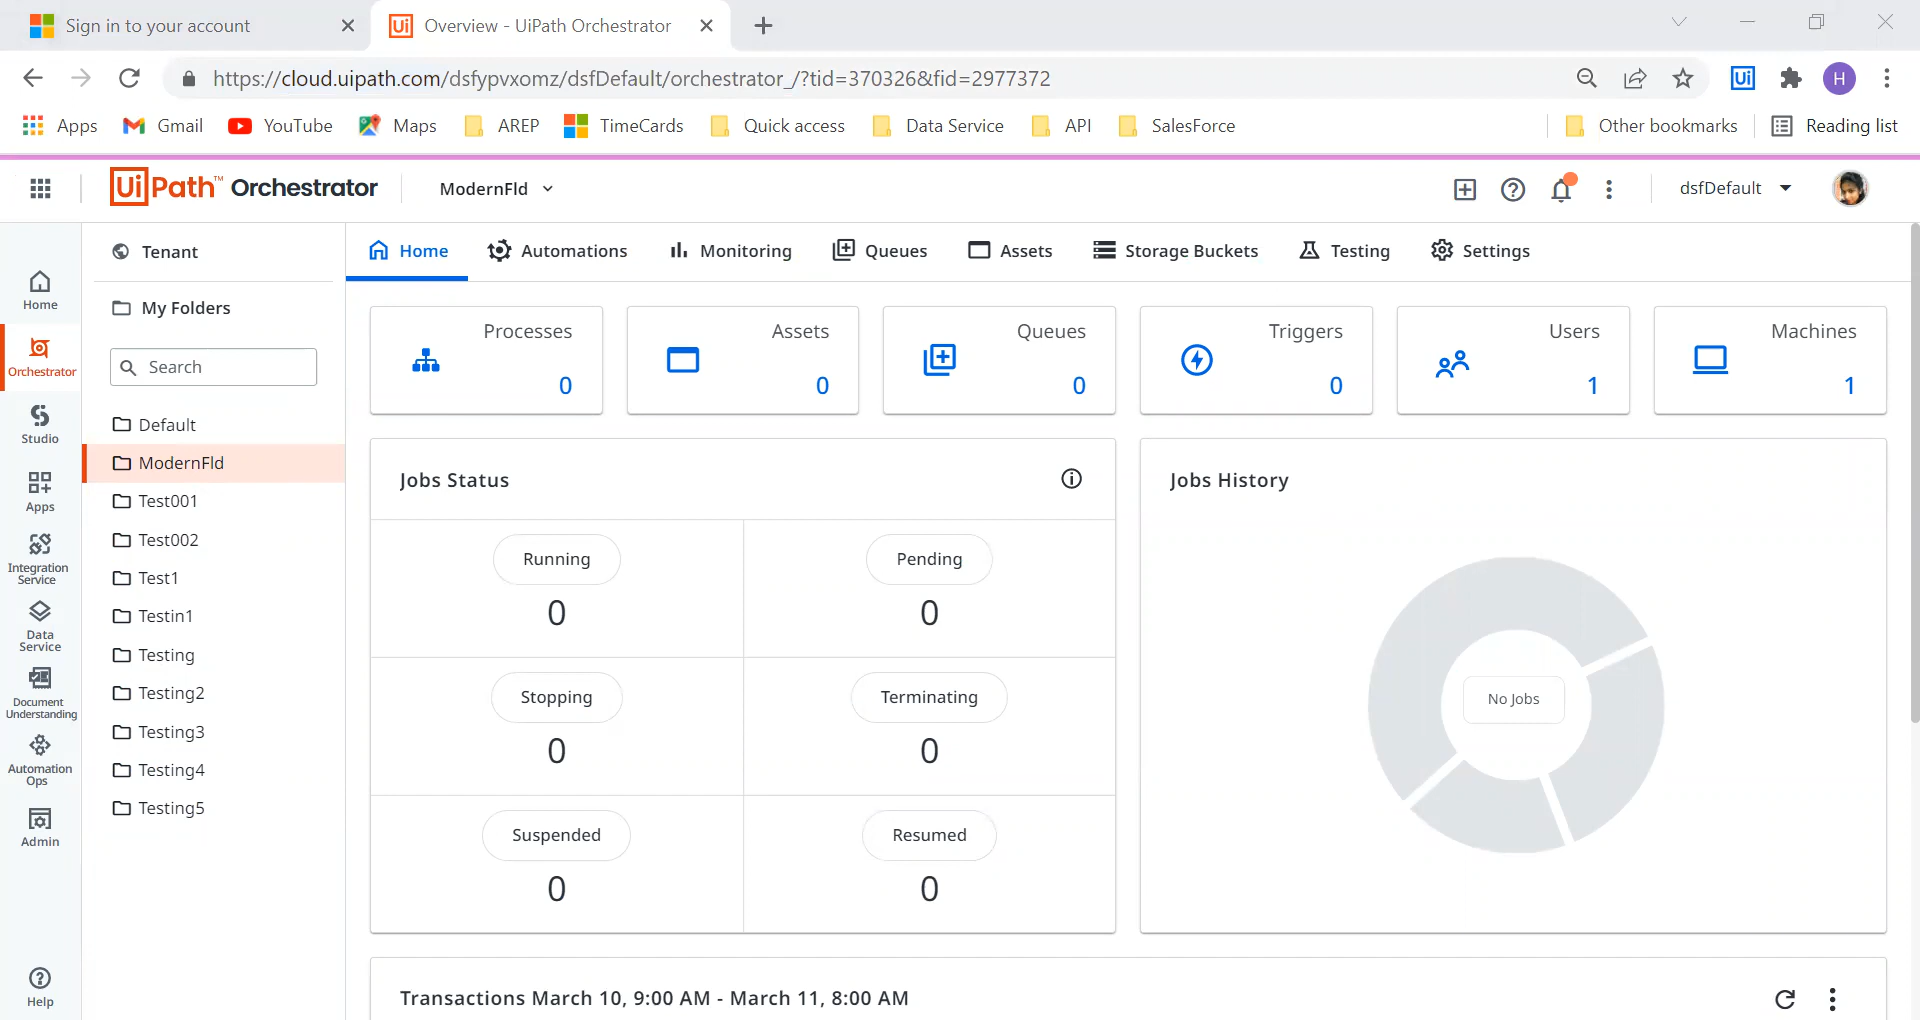 Sign in to your account
Overview - UiPath Orchestrator
https://cloud.uipath.com/dsfypvxomz/dsfDefault/orchestrator_/?tid=370326&fid=2977372
Ui
H
Apps
Gmail
YouTube
Maps
AREP
TimeCards
Quick access
Data Service
API
SalesForce
Other bookmarks
Reading list
UiPath™ Orchestrator
ModernFld
dsfDefault
Home
Orchestrator
Studio
Apps
Integration
Service
Data
Service
Document
Understanding
Automation
Ops
Admin
Help
Tenant
My Folders
Search
Default
ModernFld
Test001
Test002
Test1
Testin1
Testing
Testing2
Testing3
Testing4
Testing5
Home
Automations
Monitoring
Queues
Assets
Storage Buckets
Testing
Settings
Processes
0
Assets
0
Queues
0
Triggers
0
Users
1
Machines
1
Jobs Status
Running
0
Pending
0
Stopping
0
Terminating
0
Suspended
0
Resumed
0
Jobs History
No Jobs
Transactions March 10, 9:00 AM - March 11, 8:00 AM